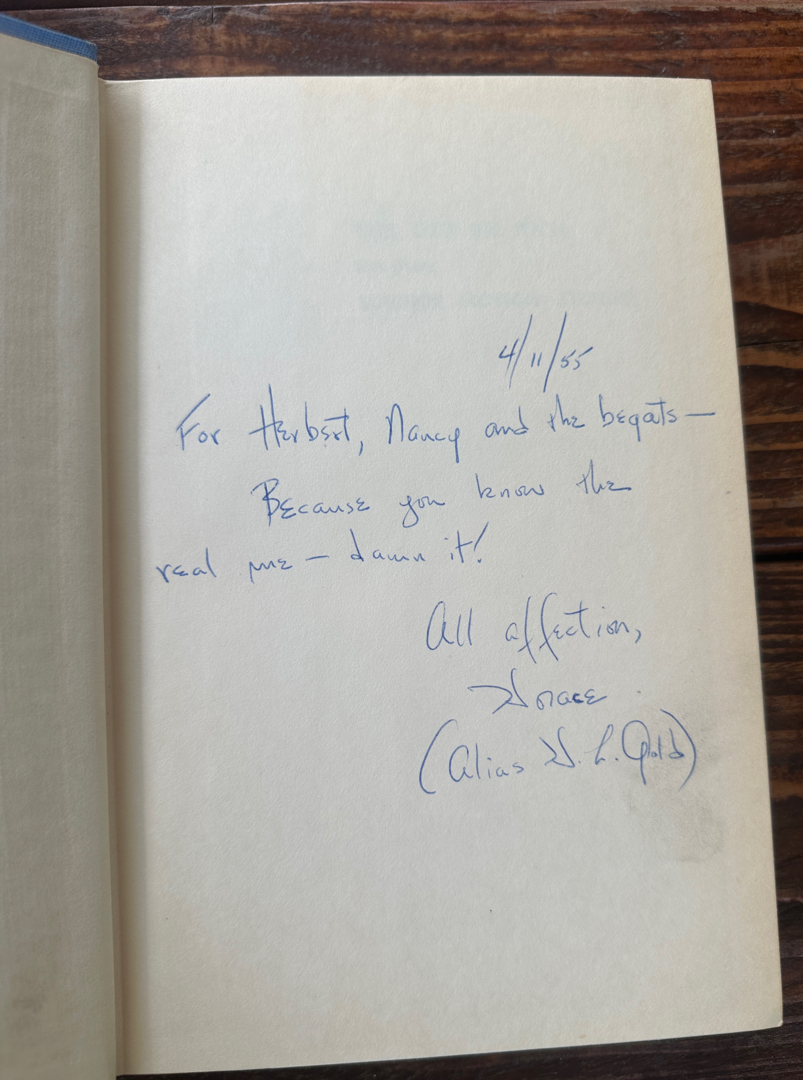 4/11/55
For Herbert, Nancy and the begats—
Because you know the
real me — damn it!
All affection,
Horace
(Alias H. L. Gold)